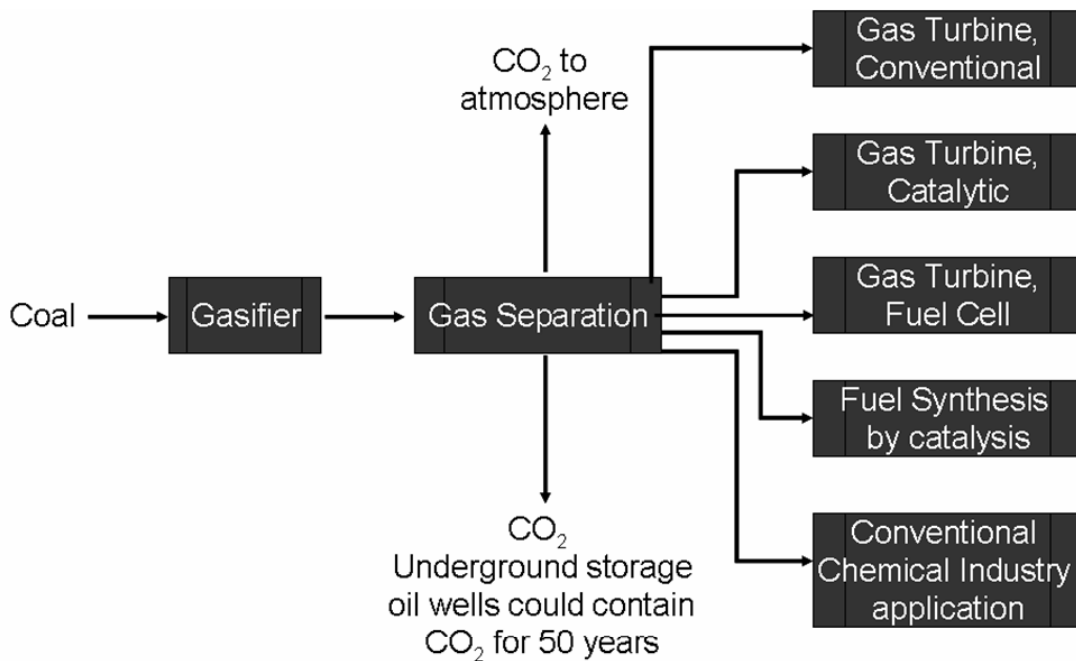 Coal
Gasifier
Gas Separation
CO₂ to
atmosphere
CO₂
Underground storage
oil wells could contain
CO₂ for 50 years
Gas Turbine,
Conventional
Gas Turbine,
Catalytic
Gas Turbine,
Fuel Cell
Fuel Synthesis
by catalysis
Conventional
Chemical Industry
application